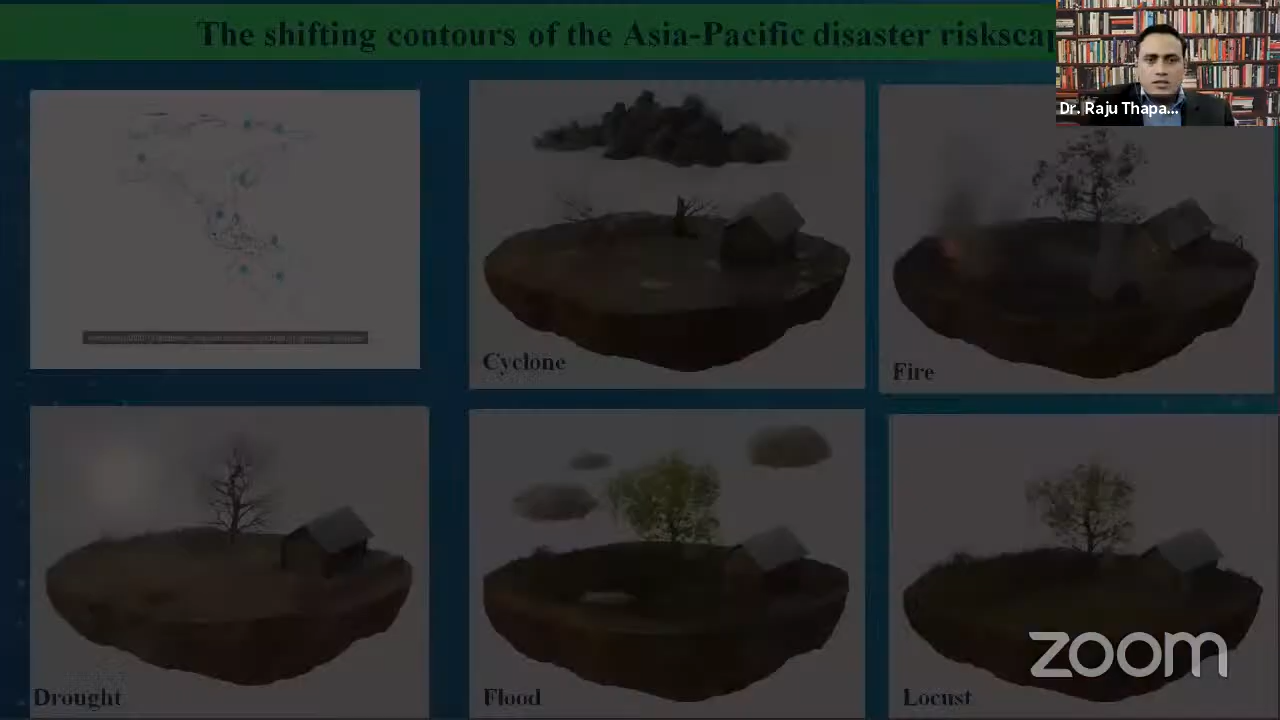 The shifting contours of the Asia-Pacific disaster riskscap
Dr. Raju Thapa...
Cyclone
Fire
Drought
Flood
Locust
zoom